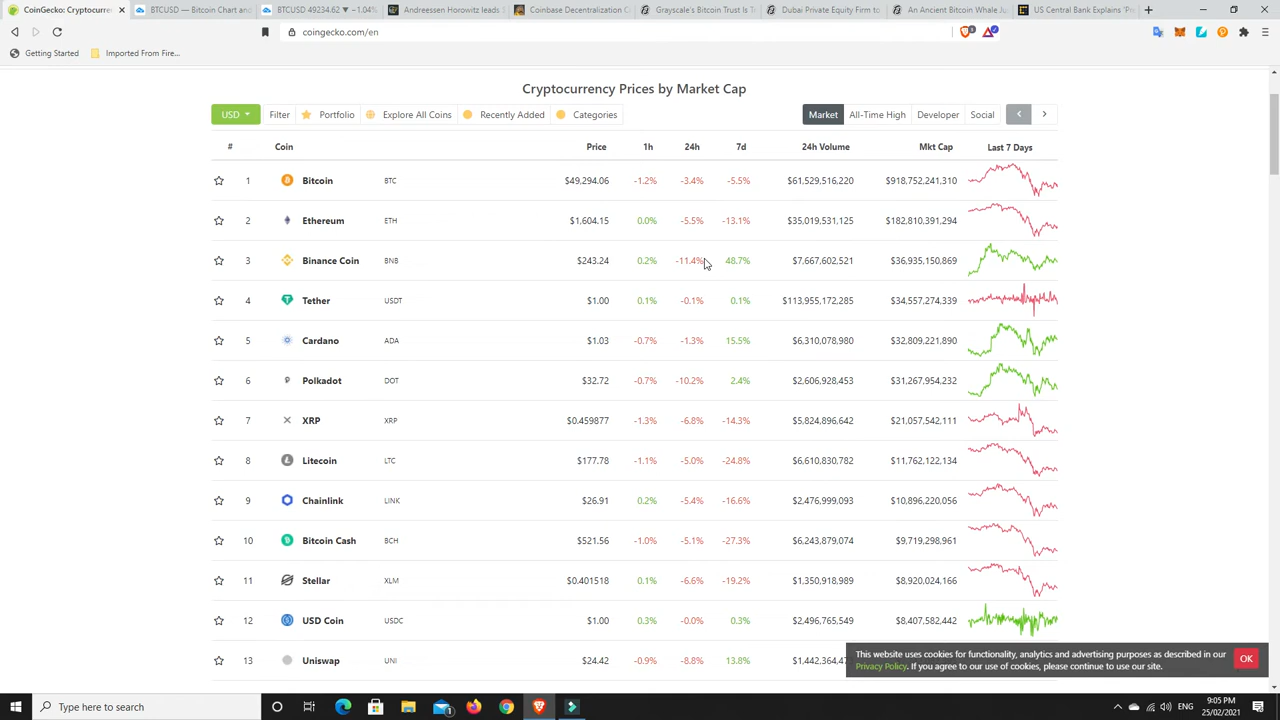 CoinGecko: Cryptocurrency Prices
BTCUSD — Bitcoin Chart and
BTCUSD 49234.62 ▼ −1.04%
Andreessen Horowitz leads S
Coinbase Decentralization C
Grayscale's Bitcoin Trust Is Tr
Dubai Private Equity Firm to
An Ancient Bitcoin Whale Ju
US Central Bank Explains 'Pe
coingecko.com/en
Getting Started
Imported From Fire...
Cryptocurrency Prices by Market Cap
USD Filter Portfolio Explore All Coins Recently Added Categories Market All-Time High Developer Social
# Coin Price 1h 24h 7d 24h Volume Mkt Cap Last 7 Days
1 Bitcoin BTC $49,294.06 -1.2% -3.4% -5.5% $61,529,516,220 $918,752,241,310
2 Ethereum ETH $1,604.15 0.0% -5.5% -13.1% $35,019,531,125 $182,810,391,294
3 Binance Coin BNB $243.24 0.2% -11.4% 48.7% $7,667,602,521 $36,935,150,869
4 Tether USDT $1.00 0.1% -0.1% 0.1% $113,955,172,285 $34,557,274,339
5 Cardano ADA $1.03 -0.7% -1.3% 15.5% $6,310,078,980 $32,809,221,890
6 Polkadot DOT $32.72 -0.7% -10.2% 2.4% $2,606,928,453 $31,267,954,232
7 XRP XRP $0.459877 -1.3% -6.8% -14.3% $5,824,896,642 $21,057,542,111
8 Litecoin LTC $177.78 -1.1% -5.0% -24.8% $6,610,830,782 $11,762,122,134
9 Chainlink LINK $26.91 0.2% -5.4% -16.6% $2,476,999,093 $10,896,220,056
10 Bitcoin Cash BCH $521.56 -1.0% -5.1% -27.3% $6,243,879,074 $9,719,298,961
11 Stellar XLM $0.401518 0.1% -6.6% -19.2% $1,350,918,989 $8,920,024,166
12 USD Coin USDC $1.00 0.3% -0.0% 0.3% $2,496,765,549 $8,407,582,442
13 Uniswap UNI $24.42 -0.9% -8.8% 13.8% $1,442,364,4
This website uses cookies for functionality, analytics and advertising purposes as described in our
Privacy Policy. If you agree to our use of cookies, please continue to use our site.
OK
Type here to search
ENG
9:05 PM
25/02/2021